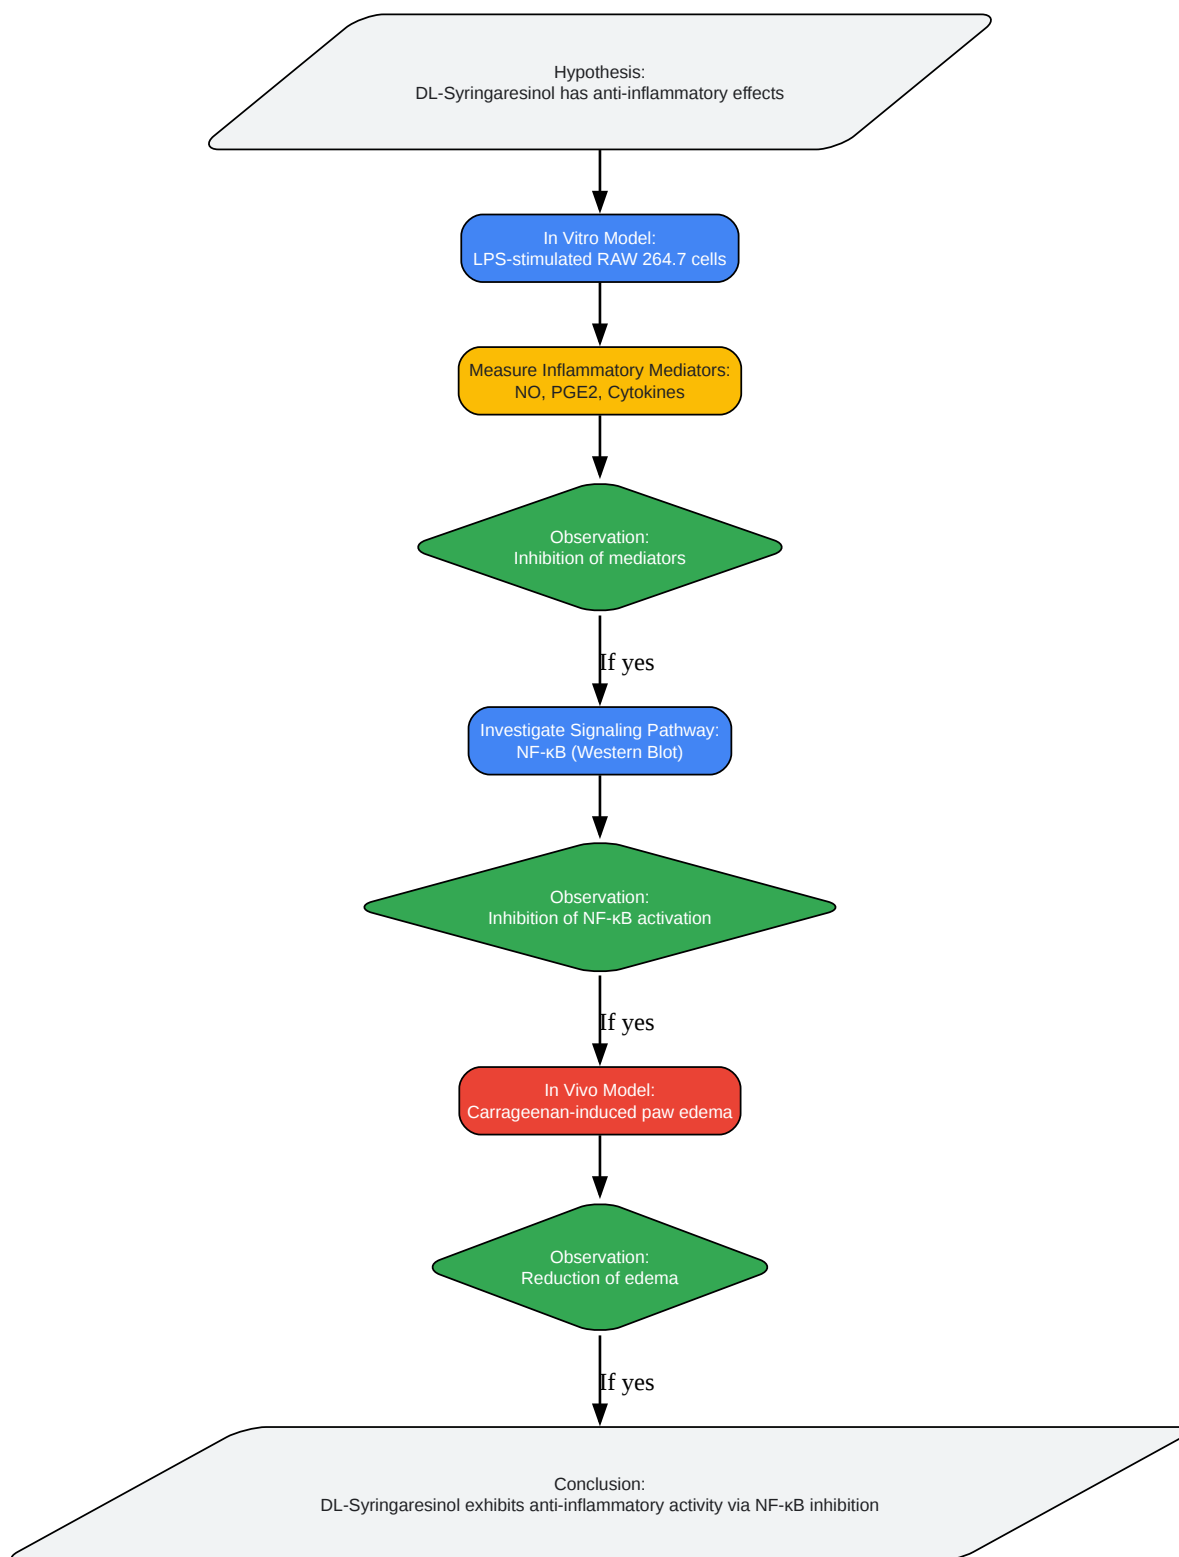 Hypothesis:
DL-Syringaresinol has anti-inflammatory effects
In Vitro Model:
LPS-stimulated RAW 264.7 cells
Measure Inflammatory Mediators:
NO, PGE2, Cytokines
Observation:
Inhibition of mediators
If yes
Investigate Signaling Pathway:
NF-κB (Western Blot)
Observation:
Inhibition of NF-κB activation
If yes
In Vivo Model:
Carrageenan-induced paw edema
Observation:
Reduction of edema
If yes
Conclusion:
DL-Syringaresinol exhibits anti-inflammatory activity via NF-κB inhibition